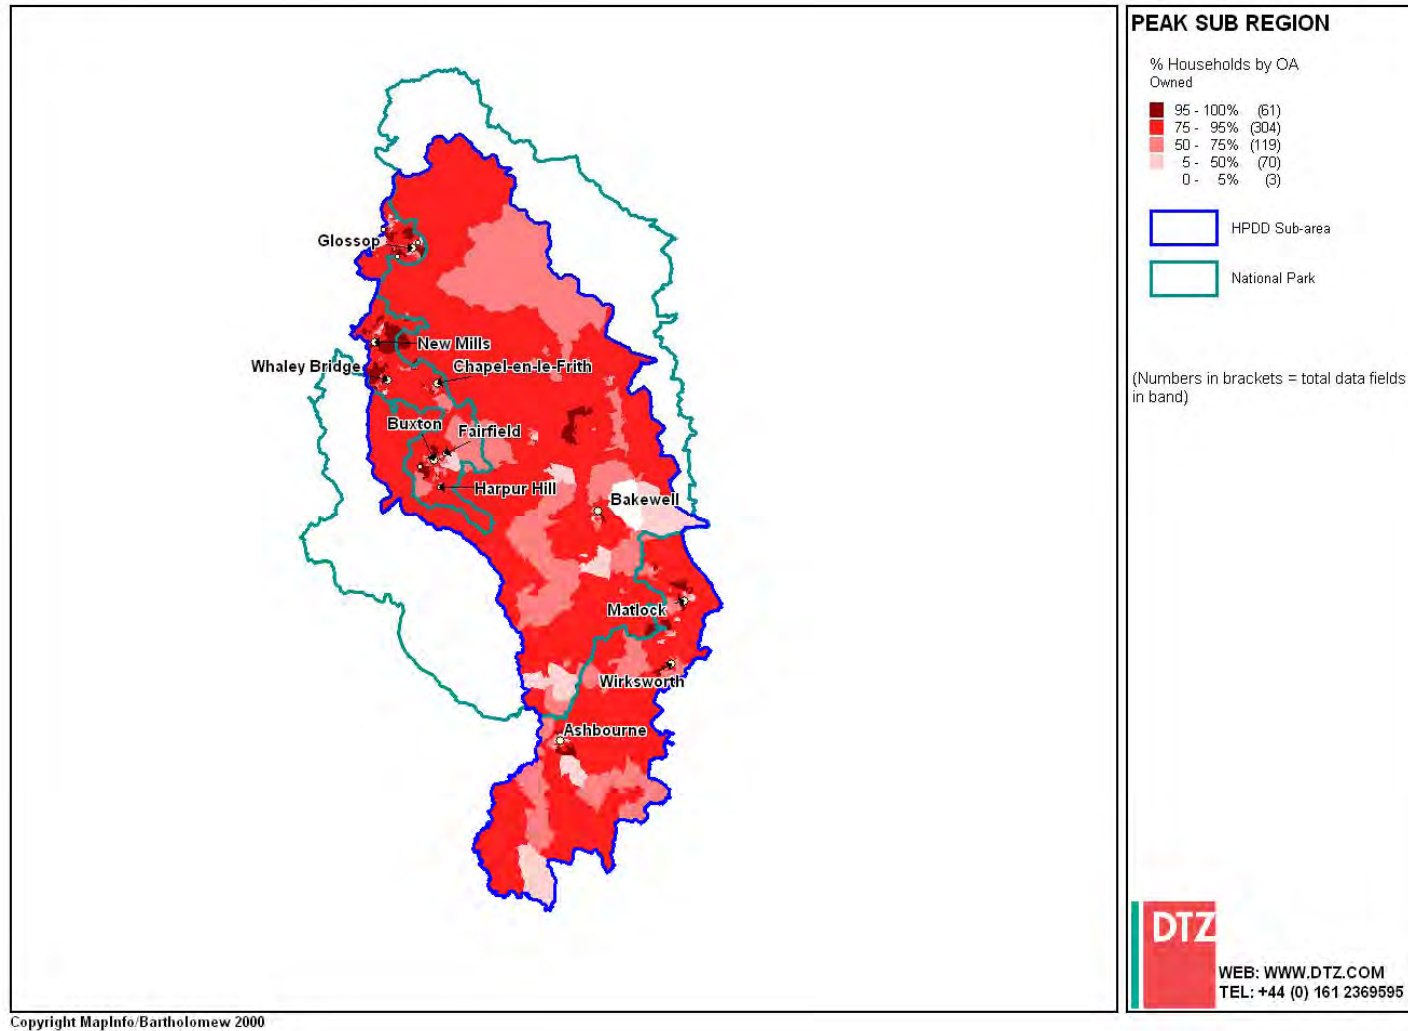 PEAK SUB REGION
% Households by OA
Owned
95 - 100% (61)
75 - 95% (304)
50 - 75% (119)
5 - 50% (70)
0 - 5% (3)
HPDD Sub-area
National Park
(Numbers in brackets = total data fields
in band)
Glossop
New Mills
Whaley Bridge
Chapel-en-le-Frith
Buxton
Fairfield
Harpur Hill
Bakewell
Matlock
Wirksworth
Ashbourne
DTZ
WEB: WWW.DTZ.COM
TEL: +44 (0) 161 2369595
Copyright MapInfo/Bartholomew 2000